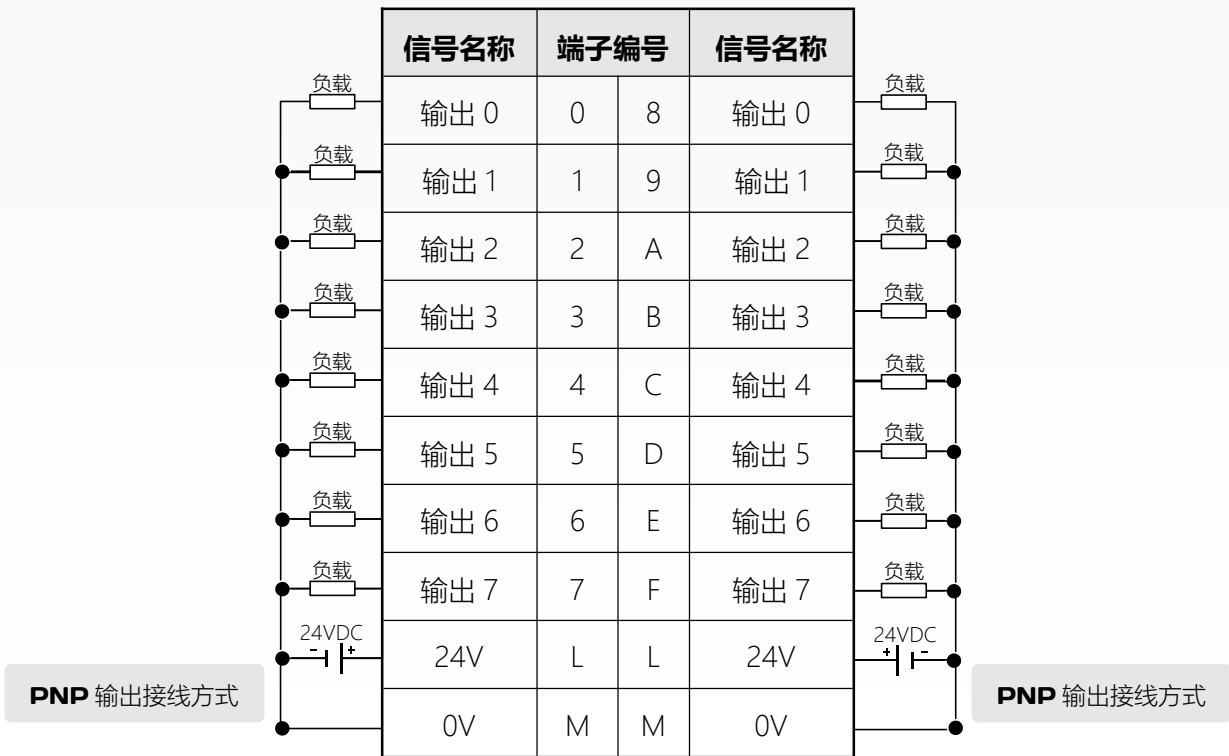 信号名称 端子编号 信号名称
负载 输出 0 0 8 输出 0 负载
负载 输出 1 1 9 输出 1 负载
负载 输出 2 2 A 输出 2 负载
负载 输出 3 3 B 输出 3 负载
负载 输出 4 4 C 输出 4 负载
负载 输出 5 5 D 输出 5 负载
负载 输出 6 6 E 输出 6 负载
负载 输出 7 7 F 输出 7 负载
24VDC - + 24V L L 24V 24VDC + -
PNP 输出接线方式 0V M M 0V PNP 输出接线方式